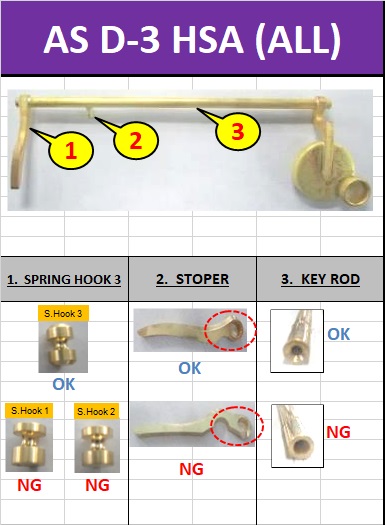 AS D-3 HSA (ALL)
1
2
3
1. SPRING HOOK 3
2. STOPER
3. KEY ROD
S.Hook 3
OK
OK
OK
S.Hook 1
S.Hook 2
NG
NG
NG
NG